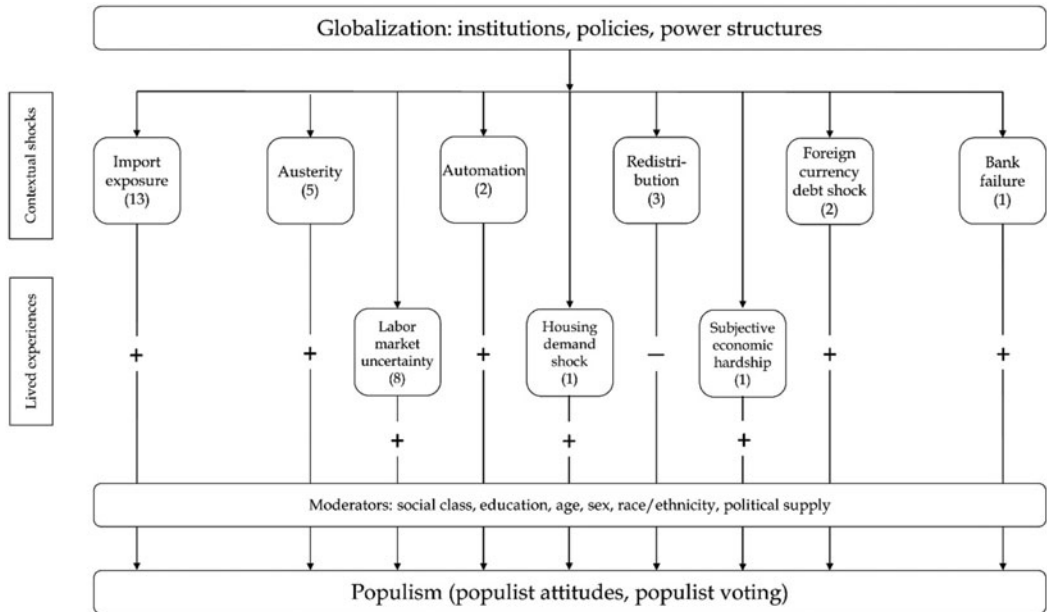 Globalization: institutions, policies, power structures
Contextual shocks
Import
exposure
(13)
Austerity
(5)
Automation
(2)
Redistri-
bution
(3)
Foreign
currency
debt shock
(2)
Bank
failure
(1)
Lived experiences
Labor
market
uncertainty
(8)
Housing
demand
shock
(1)
Subjective
economic
hardship
(1)
+
+
+
–
+
+
+
+
+
Moderators: social class, education, age, sex, race/ethnicity, political supply
Populism (populist attitudes, populist voting)